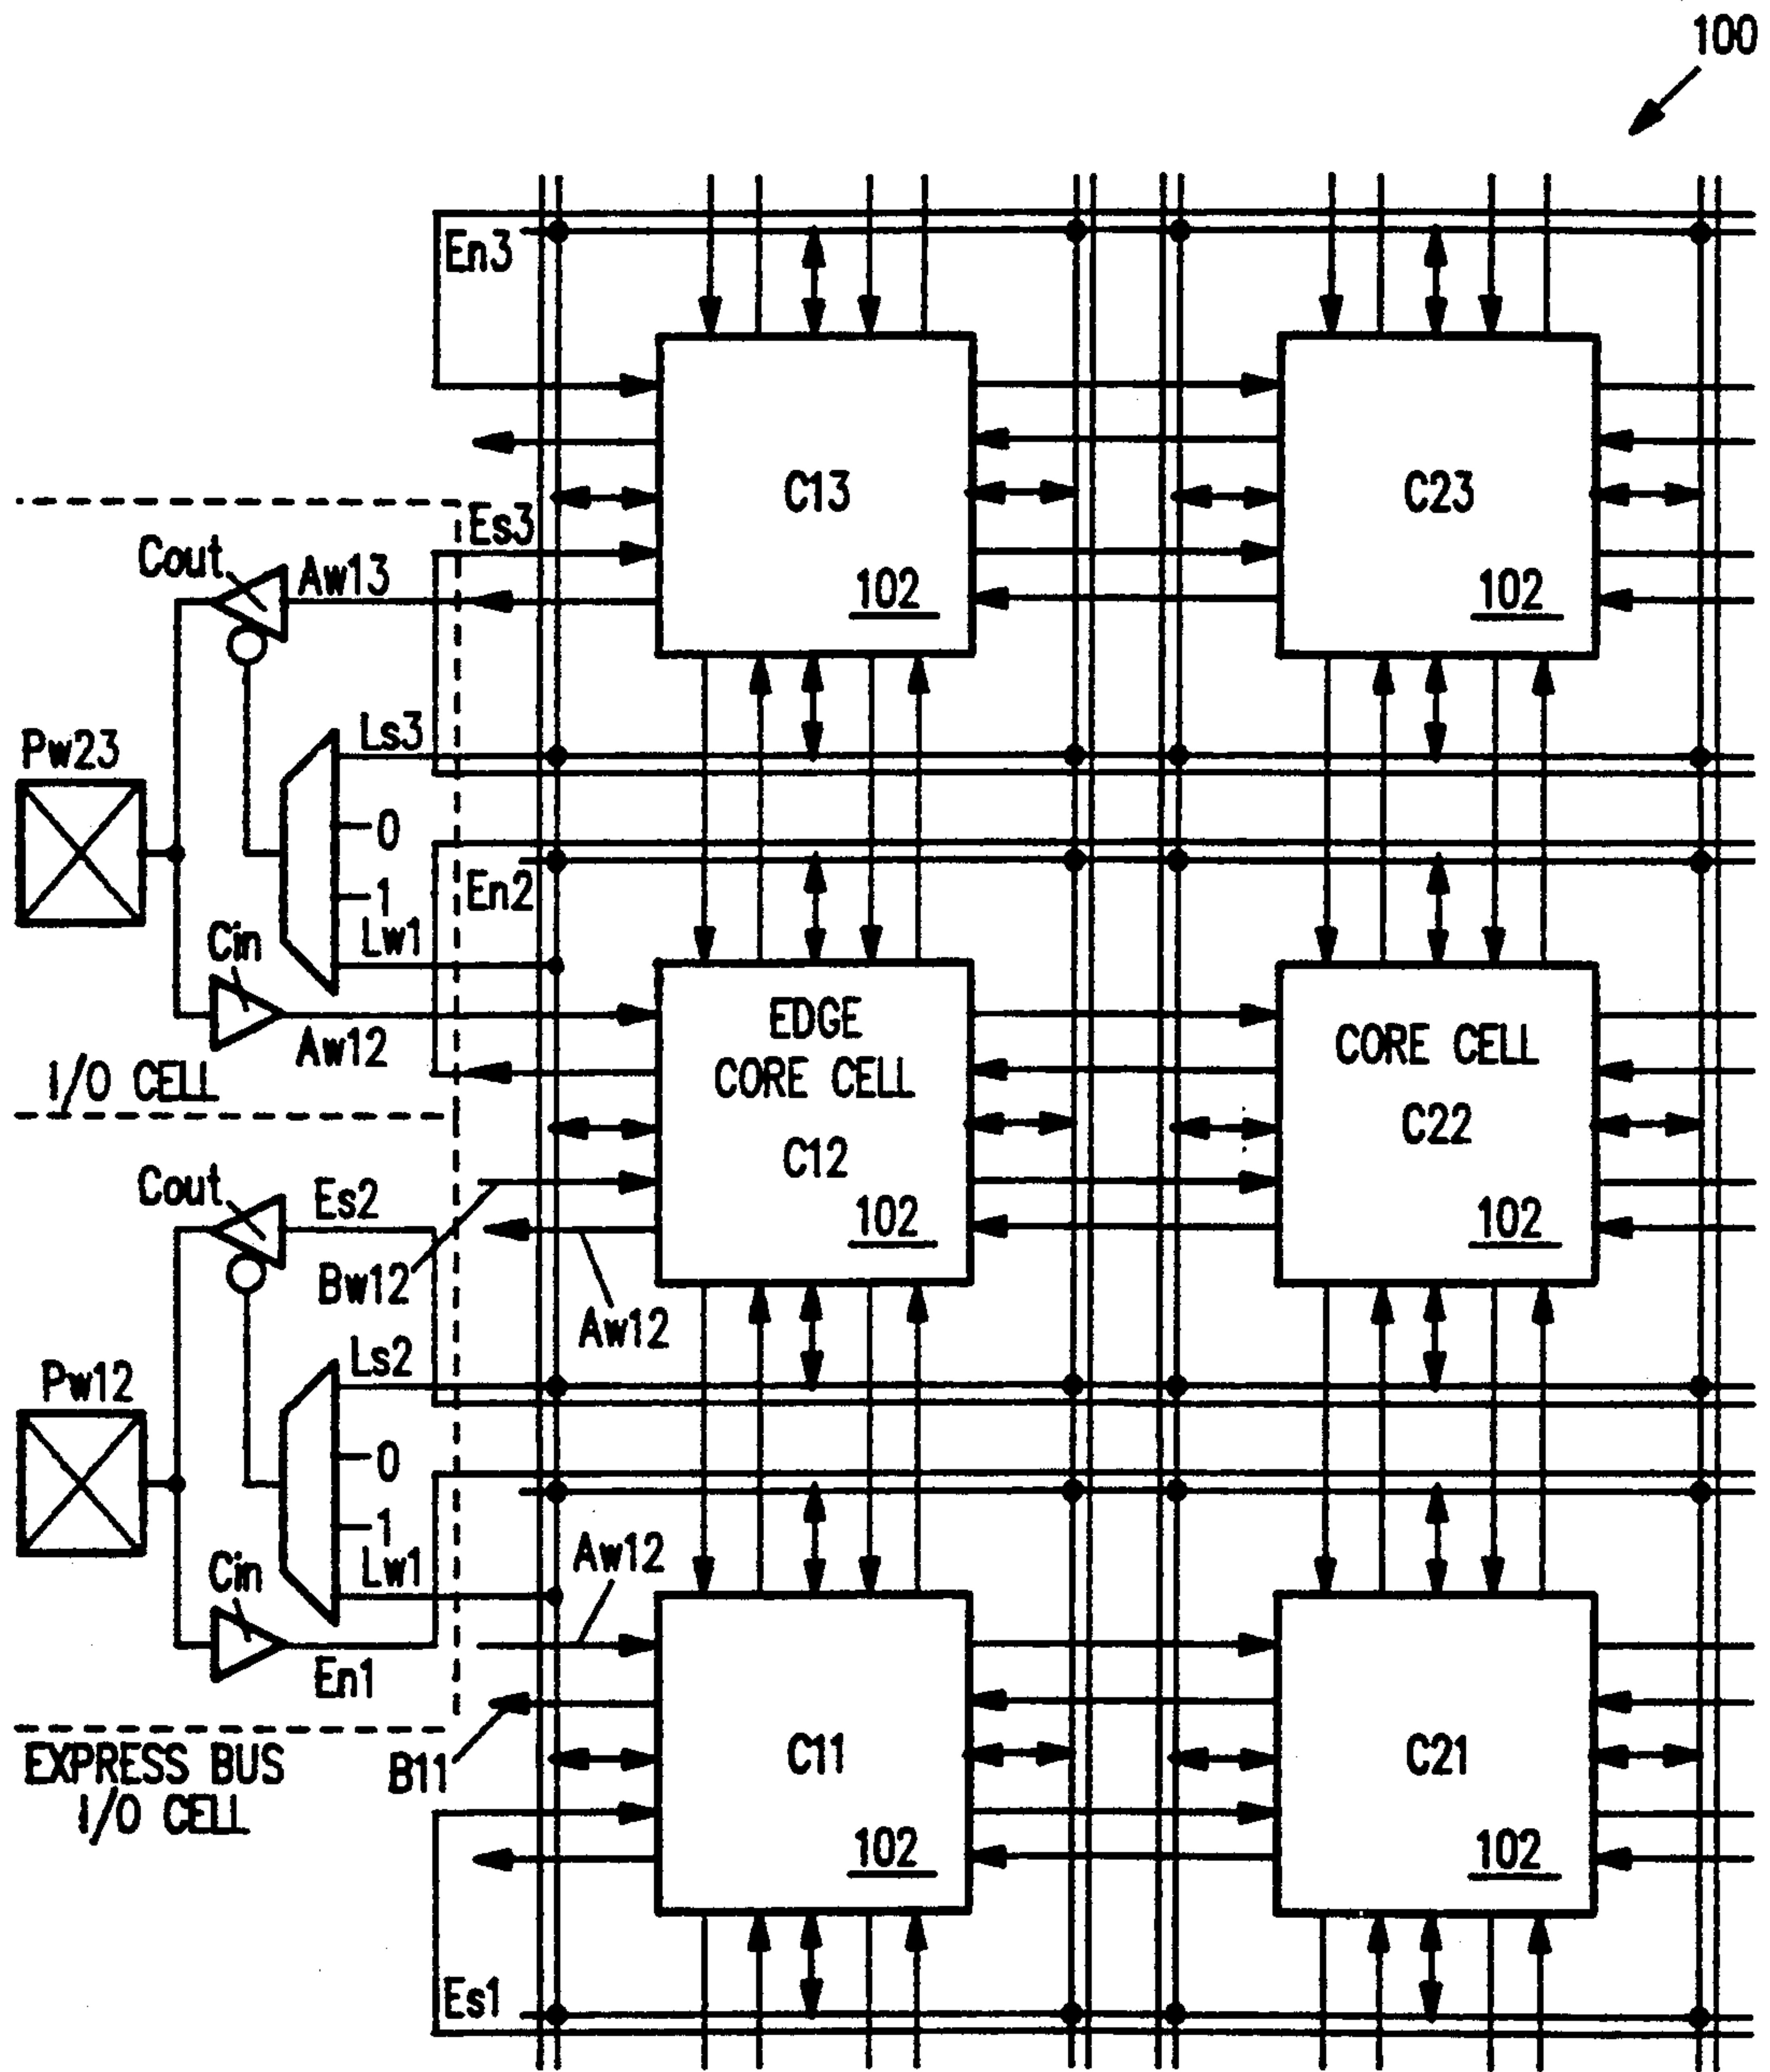 100
En3
C13
C23
Es3
Cout
Aw13
102
102
Ls3
Pw23
0
En2
1
Lw1
Cin
EDGE
CORE CELL
C12
CORE CELL
C22
Aw12
I/O CELL
Cout
Es2
102
102
Bw12
Aw12
Ls2
Pw12
0
1
Aw12
Lw1
Cin
En1
C11
C21
B11
EXPRESS BUS
I/O CELL
102
102
Es1